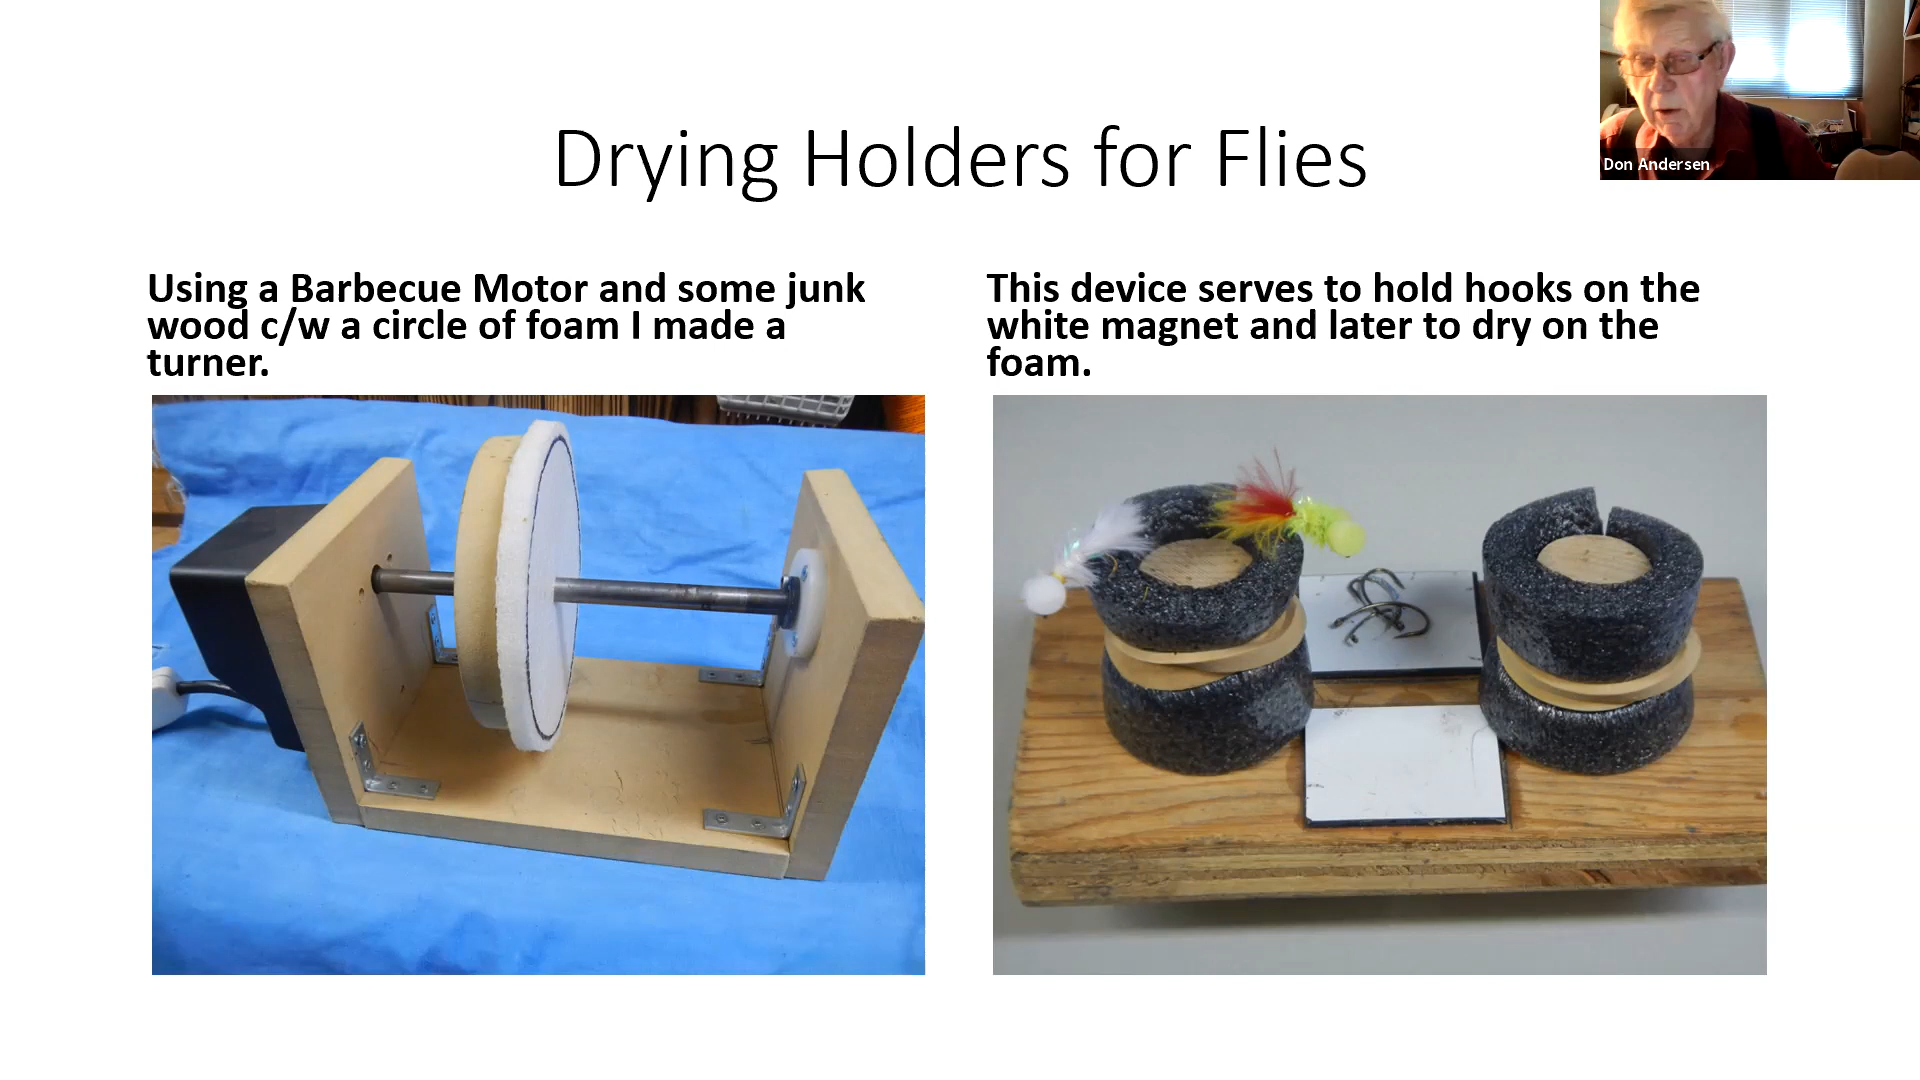 Drying Holders for Flies
Don Andersen
Using a Barbecue Motor and some junk
wood c/w a circle of foam I made a
turner.
This device serves to hold hooks on the
white magnet and later to dry on the
foam.